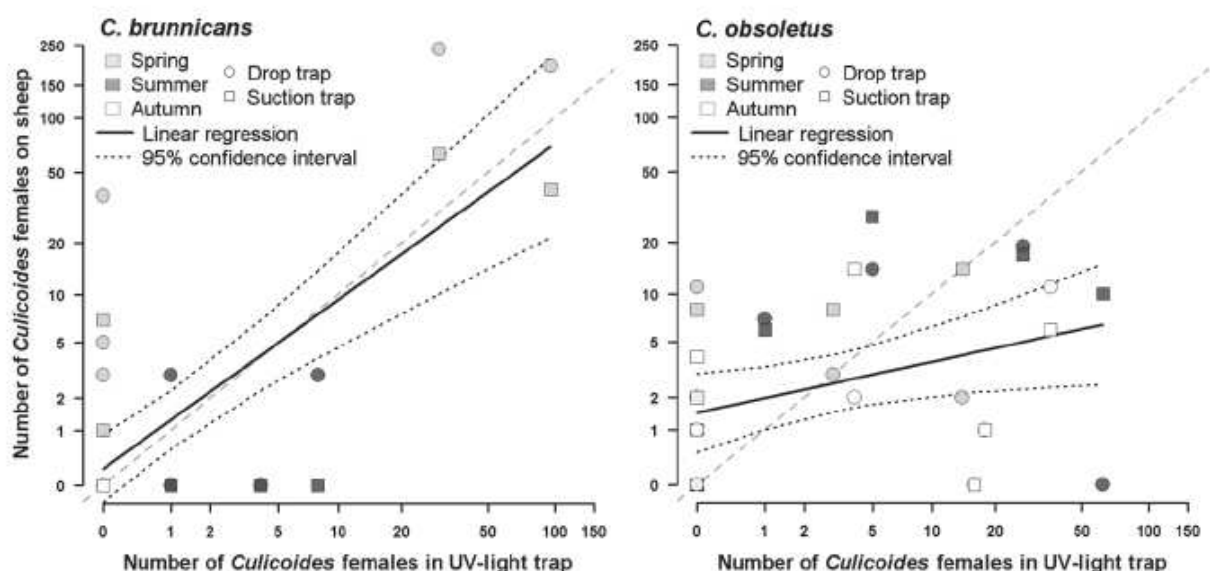 C. brunnicans
Spring
Summer
Autumn
Drop trap
Suction trap
Linear regression
95% confidence interval
Number of Culicoides females on sheep
250
150
100
50
20
10
5
2
1
0
0 1 2 5 10 20 50 100 150
Number of Culicoides females in UV-light trap
C. obsoletus
Spring
Summer
Autumn
Drop trap
Suction trap
Linear regression
95% confidence interval
250
150
100
50
20
10
5
2
1
0
0 1 2 5 10 20 50 100 150
Number of Culicoides females in UV-light trap